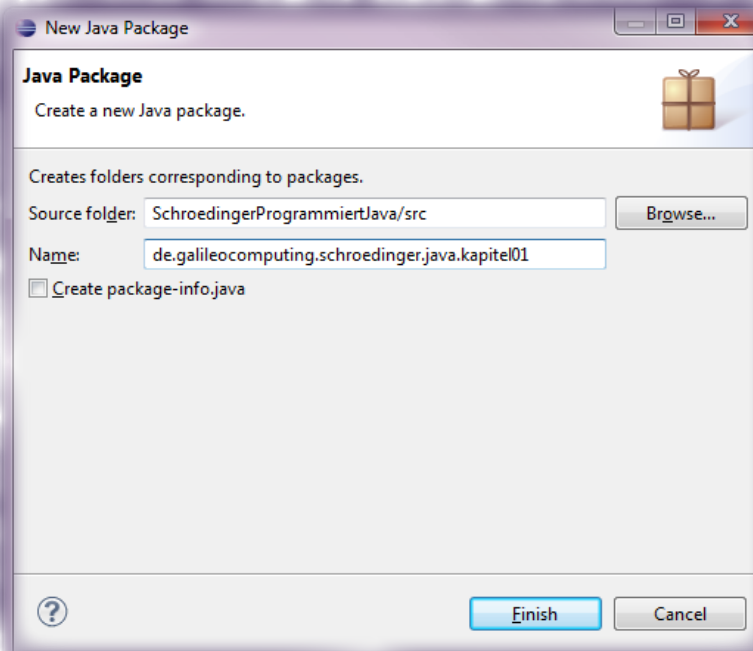 New Java Package
Java Package
Create a new Java package.
Creates folders corresponding to packages.
Source folder: SchroedingerProgrammiertJava/src Browse...
Name: de.galileocomputing.schroedinger.java.kapitel01
Create package-info.java
? Finish Cancel